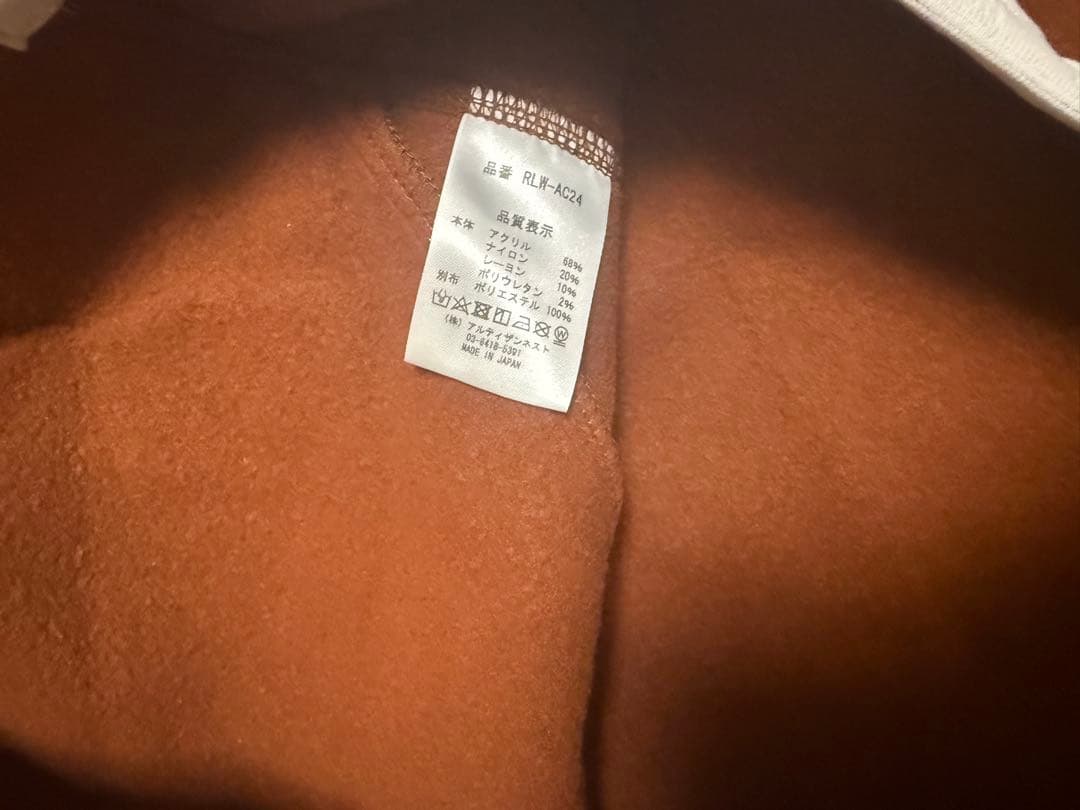 品番 RLW-AC24
品質表示
本体 アクリル 68%
ナイロン 20%
レーヨン 10%
ポリウレタン 2%
別布 ポリエステル 100%
(株) アルティザンネスト
03-6418-5391
MADE IN JAPAN